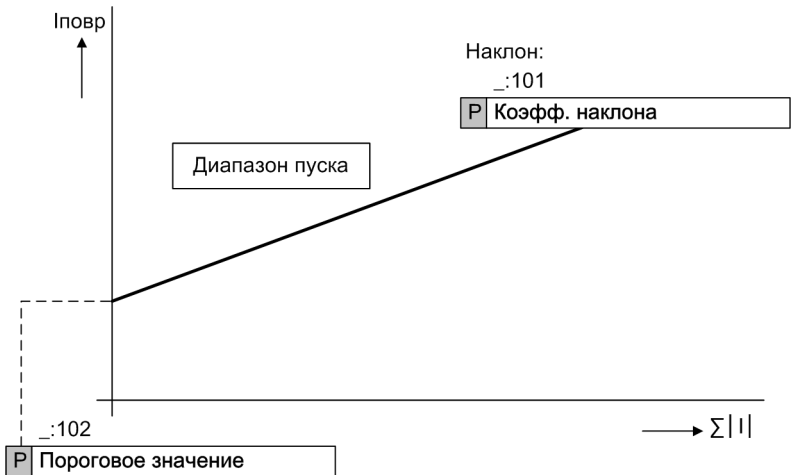 Iповр
Наклон:
_:101
P Коэфф. наклона
Диапазон пуска
∑|I|
_:102
P Пороговое значение